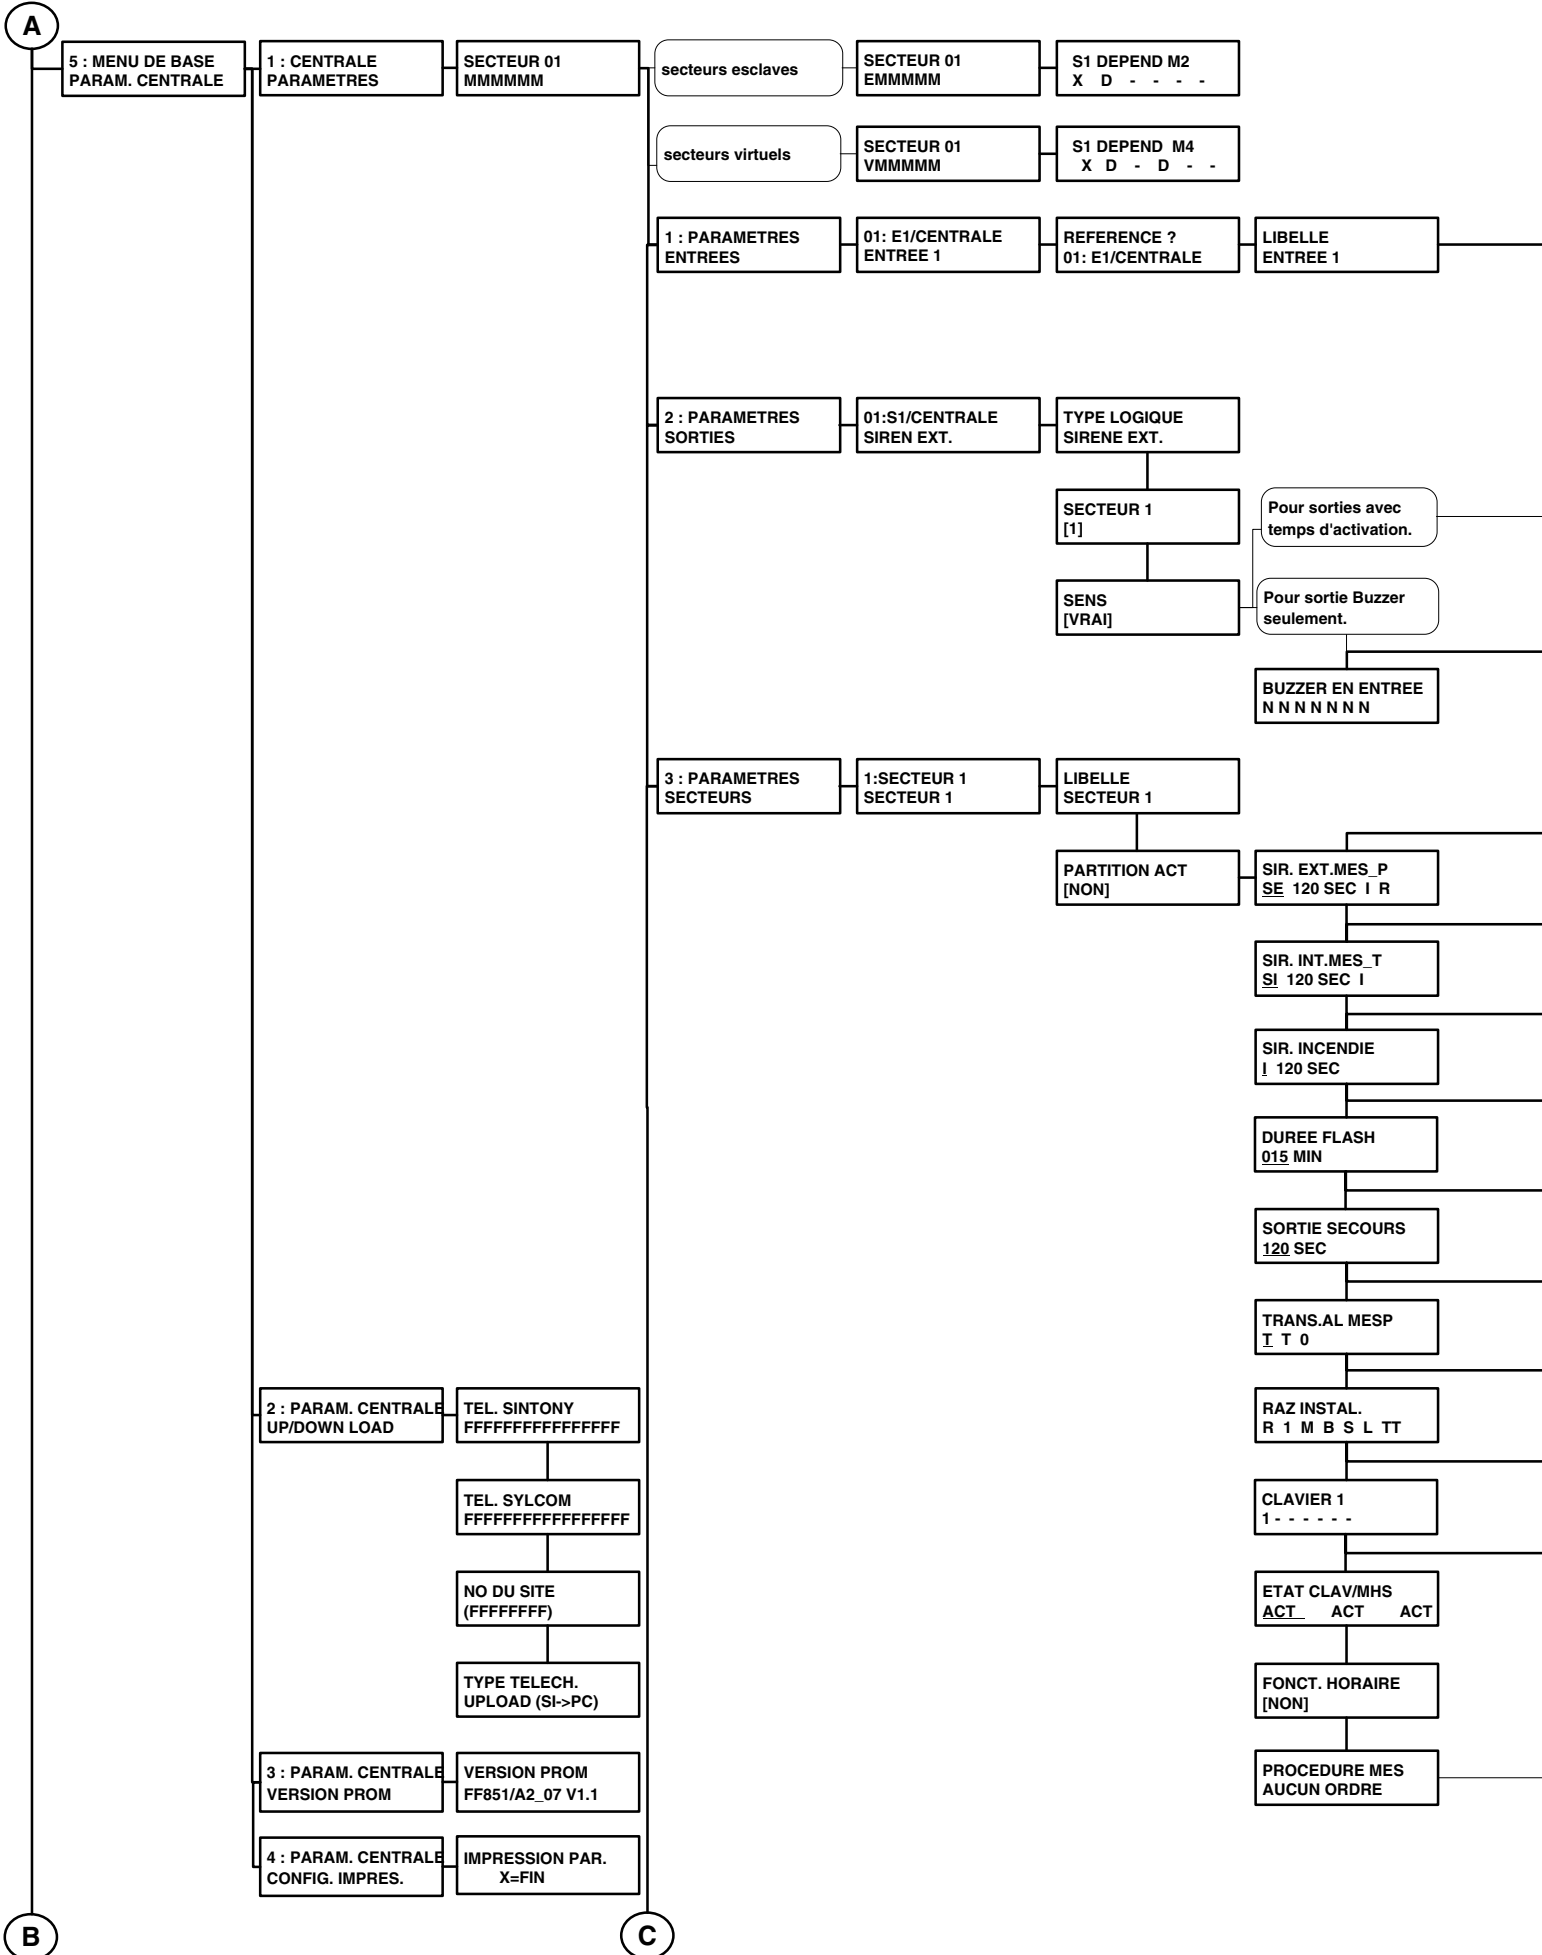 A
5 : MENU DE BASE
PARAM. CENTRALE
1 : CENTRALE
PARAMETRES
SECTEUR 01
MMMMMM
secteurs esclaves
SECTEUR 01
EMMMMM
S1 DEPEND M2
X D - - - -
secteurs virtuels
SECTEUR 01
VMMMMM
S1 DEPEND M4
X D - D - -
1 : PARAMETRES
ENTREES
01: E1/CENTRALE
ENTREE 1
REFERENCE ?
01: E1/CENTRALE
LIBELLE
ENTREE 1
2 : PARAMETRES
SORTIES
01:S1/CENTRALE
SIREN EXT.
TYPE LOGIQUE
SIRENE EXT.
SECTEUR 1
[1]
Pour sorties avec
temps d'activation.
SENS
[VRAI]
Pour sortie Buzzer
seulement.
BUZZER EN ENTREE
N N N N N N N
3 : PARAMETRES
SECTEURS
1:SECTEUR 1
SECTEUR 1
LIBELLE
SECTEUR 1
PARTITION ACT
[NON]
SIR. EXT.MES_P
SE 120 SEC I R
SIR. INT.MES_T
SI 120 SEC I
SIR. INCENDIE
I 120 SEC
DUREE FLASH
015 MIN
SORTIE SECOURS
120 SEC
TRANS.AL MESP
T T 0
2 : PARAM. CENTRALE
UP/DOWN LOAD
TEL. SINTONY
FFFFFFFFFFFFFFFF
RAZ INSTAL.
R 1 M B S L TT
TEL. SYLCOM
FFFFFFFFFFFFFFFFF
CLAVIER 1
1 - - - - - -
NO DU SITE
(FFFFFFFF)
ETAT CLAV/MHS
ACT ACT ACT
TYPE TELECH.
UPLOAD (SI->PC)
FONCT. HORAIRE
[NON]
3 : PARAM. CENTRALE
VERSION PROM
VERSION PROM
FF851/A2_07 V1.1
PROCEDURE MES
AUCUN ORDRE
4 : PARAM. CENTRALE
CONFIG. IMPRES.
IMPRESSION PAR.
X=FIN
B
C